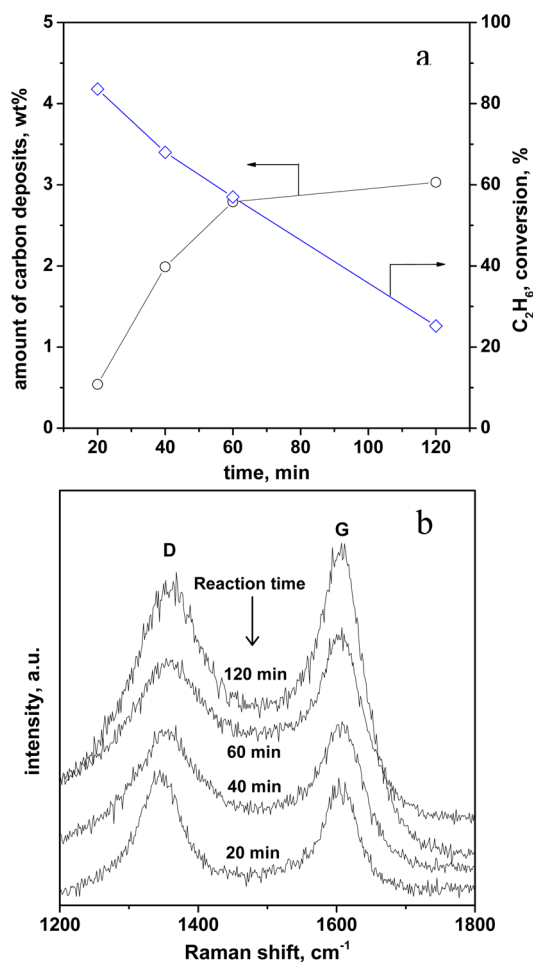 a
amount of carbon deposits, wt%
5
4
3
2
1
0
100
80
60
40
20
0
C₂H₆, conversion, %
20 40 60 80 100 120
time, min
b
D
G
Reaction time
120 min
60 min
40 min
20 min
intensity, a.u.
1200 1400 1600 1800
Raman shift, cm⁻¹